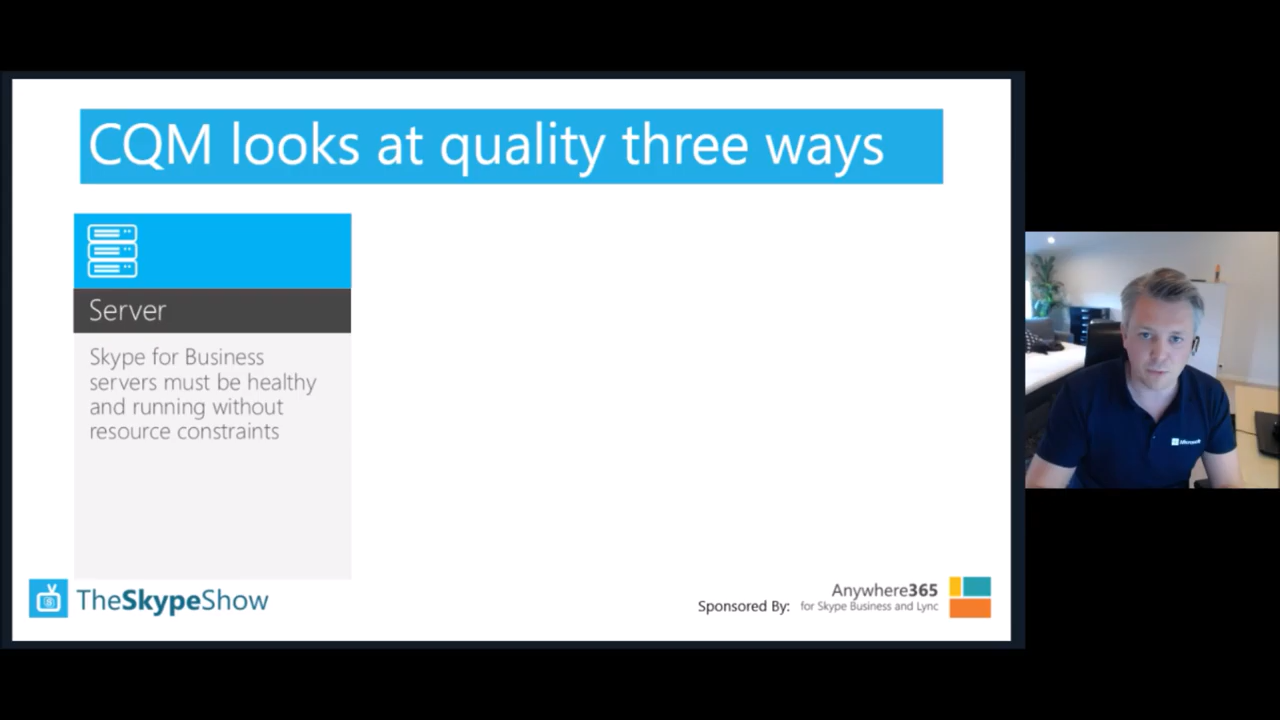 CQM looks at quality three ways
Server
Skype for Business
servers must be healthy
and running without
resource constraints
TheSkypeShow
Sponsored By:
Anywhere365
for Skype Business and Lync
Microsoft